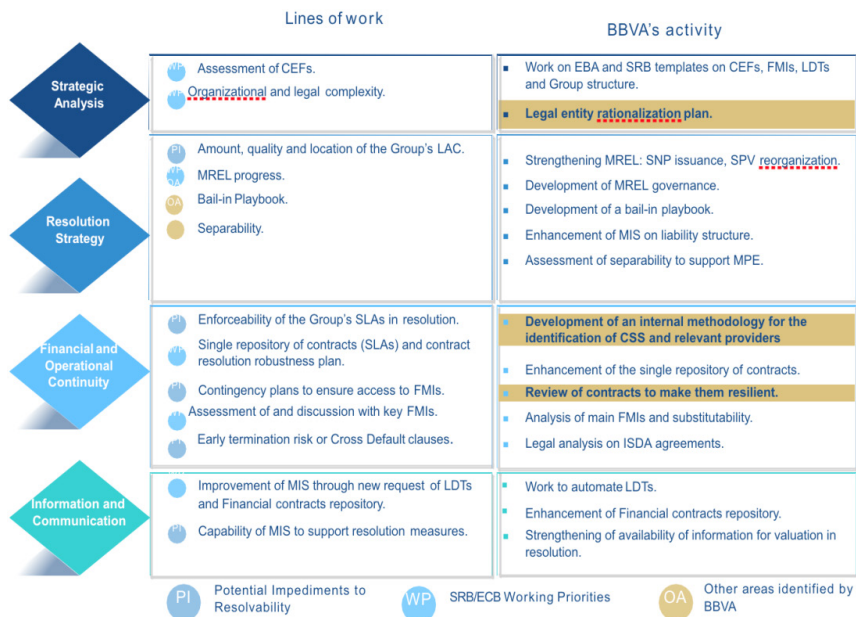 Lines of work
BBVA's activity
Strategic
Analysis
WP
Assessment of CEFs.
WP
Organizational and legal complexity.
Work on EBA and SRB templates on CEFs, FMIs, LDTs
and Group structure.
Legal entity rationalization plan.
Resolution
Strategy
PI
Amount, quality and location of the Group's LAC.
WP
MREL progress.
OA
OA
Bail-in Playbook.
Separability.
Strengthening MREL: SNP issuance, SPV reorganization.
Development of MREL governance.
Development of a bail-in playbook.
Enhancement of MIS on liability structure.
Assessment of separability to support MPE.
Financial and
Operational
Continuity
PI
Enforceability of the Group's SLAs in resolution.
WP
Single repository of contracts (SLAs) and contract
resolution robustness plan.
PI
Contingency plans to ensure access to FMIs.
WP
Assessment of and discussion with key FMIs.
PI
Early termination risk or Cross Default clauses.
Development of an internal methodology for the
identification of CSS and relevant providers
Enhancement of the single repository of contracts.
Review of contracts to make them resilient.
Analysis of main FMIs and substitutability.
Legal analysis on ISDA agreements.
Information and
Communication
Improvement of MIS through new request of LDTs
and Financial contracts repository.
PI
Capability of MIS to support resolution measures.
Work to automate LDTs.
Enhancement of Financial contracts repository.
Strengthening of availability of information for valuation in
resolution.
PI
Potential Impediments to
Resolvability
WP
SRB/ECB Working Priorities
OA
Other areas identified by
BBVA